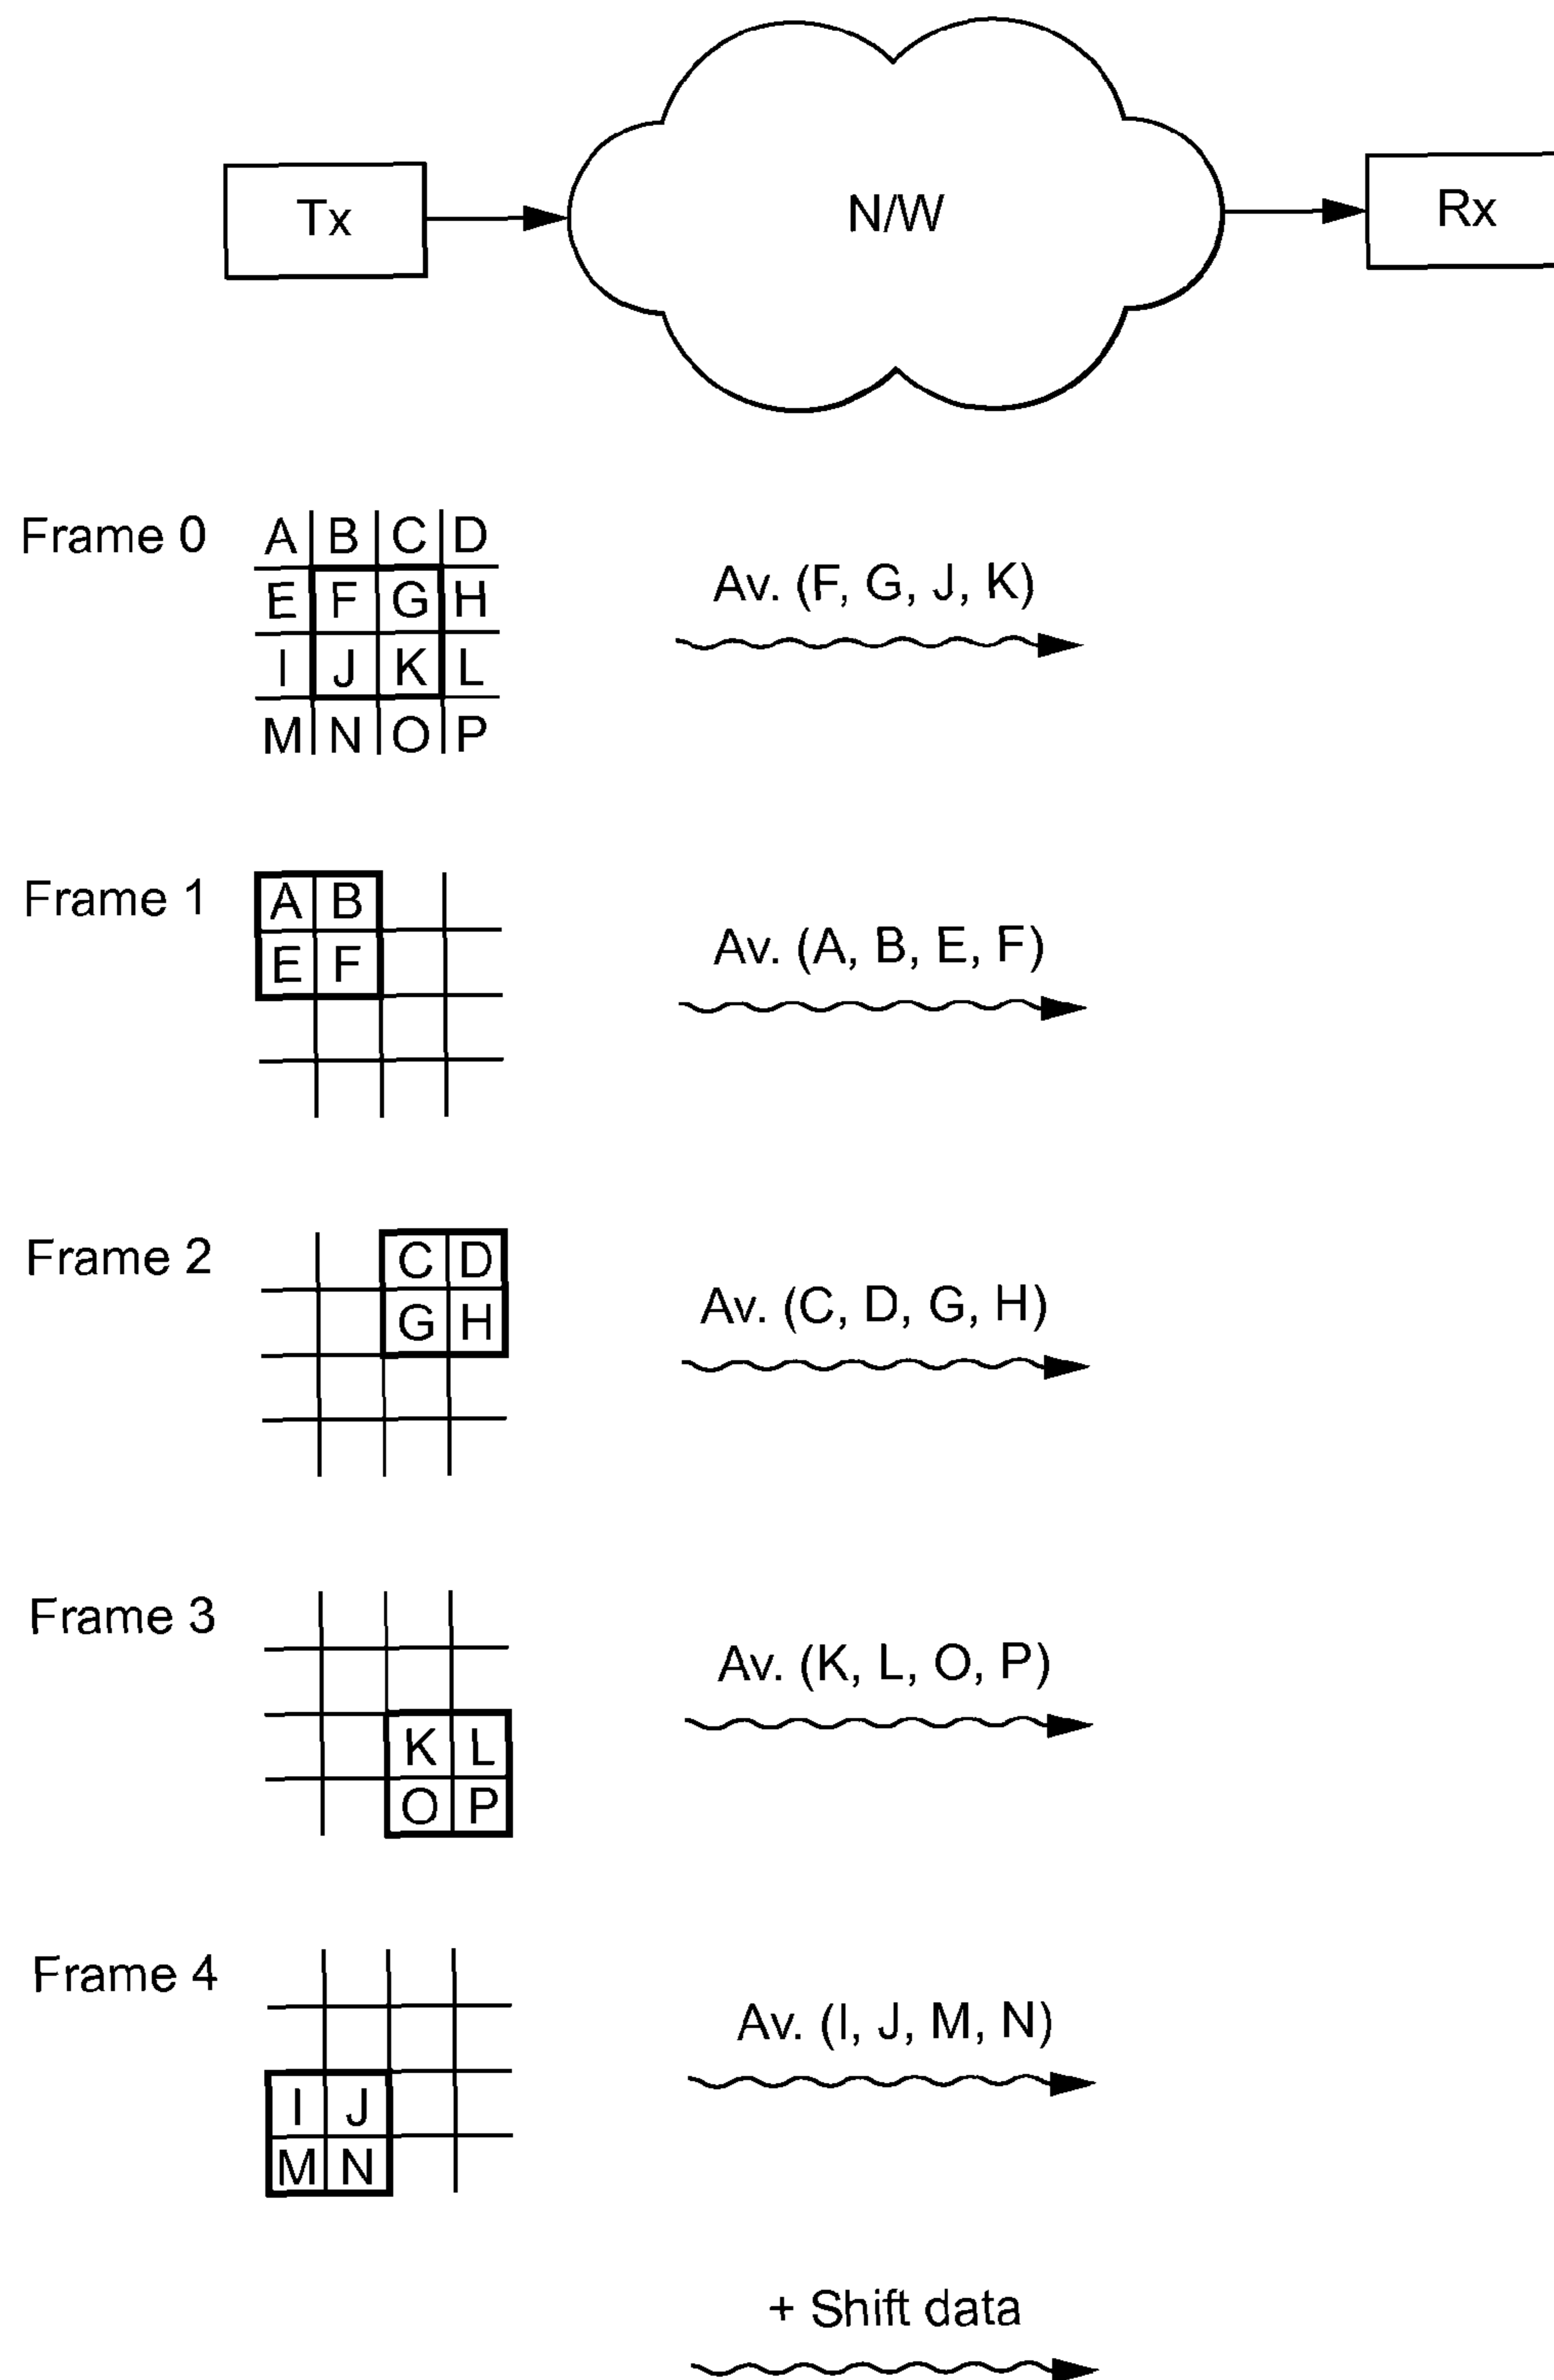 Tx
N/W
Rx
Frame 0
A B C D
E F G H
I J K L
M N O P
Av. (F, G, J, K)
Frame 1
A B
E F
Av. (A, B, E, F)
Frame 2
C D
G H
Av. (C, D, G, H)
Frame 3
K L
O P
Av. (K, L, O, P)
Frame 4
I J
M N
Av. (I, J, M, N)
+ Shift data